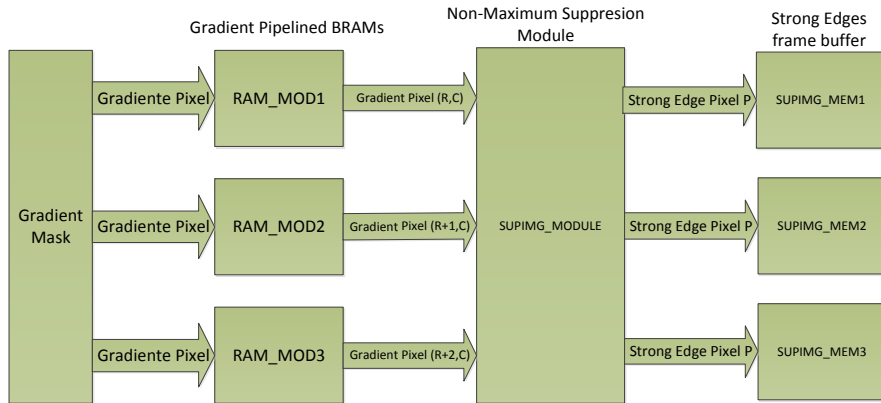 Gradient Pipelined BRAMs
Non-Maximum Suppresion
Module
Strong Edges
frame buffer
Gradient
Mask
Gradiente Pixel
RAM_MOD1
Gradient Pixel (R,C)
Strong Edge Pixel P
SUPIMG_MEM1
Gradiente Pixel
RAM_MOD2
Gradient Pixel (R+1,C)
SUPIMG_MODULE
Strong Edge Pixel P
SUPIMG_MEM2
Gradiente Pixel
RAM_MOD3
Gradient Pixel (R+2,C)
Strong Edge Pixel P
SUPIMG_MEM3